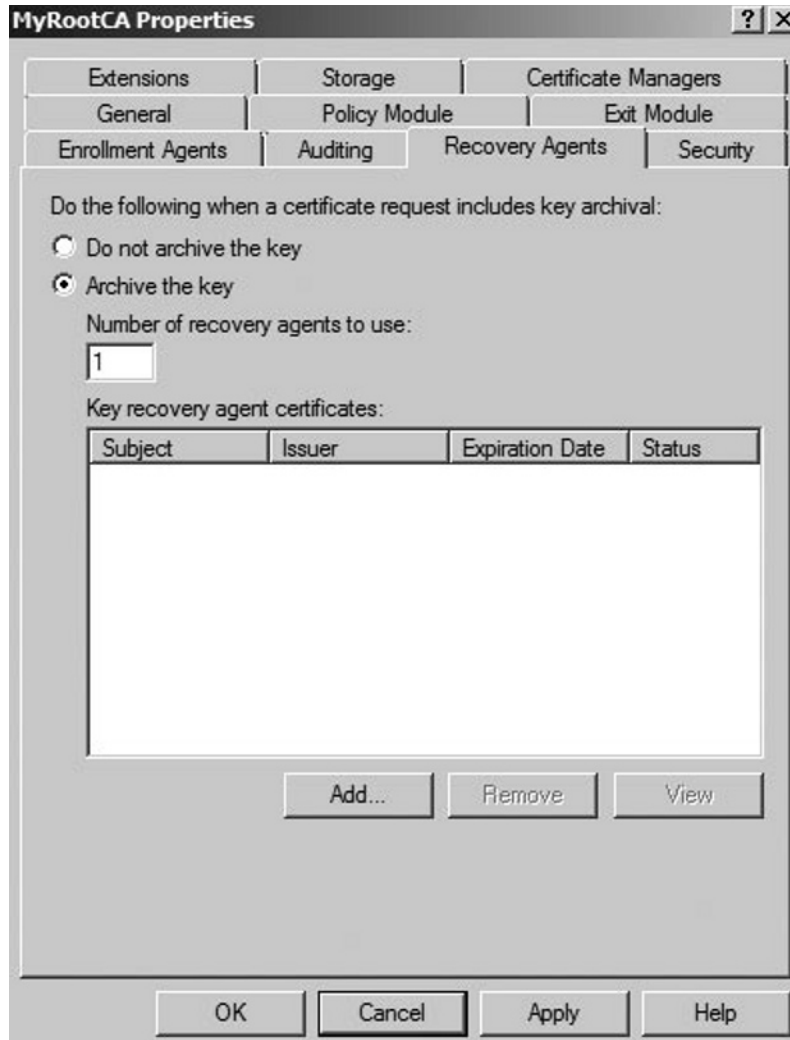 MyRootCA Properties ? X
Extensions Storage Certificate Managers
General Policy Module Exit Module
Enrollment Agents Auditing Recovery Agents Security
Do the following when a certificate request includes key archival:
Do not archive the key
Archive the key
Number of recovery agents to use:
1
Key recovery agent certificates:
Subject Issuer Expiration Date Status
Add... Remove View
OK Cancel Apply Help